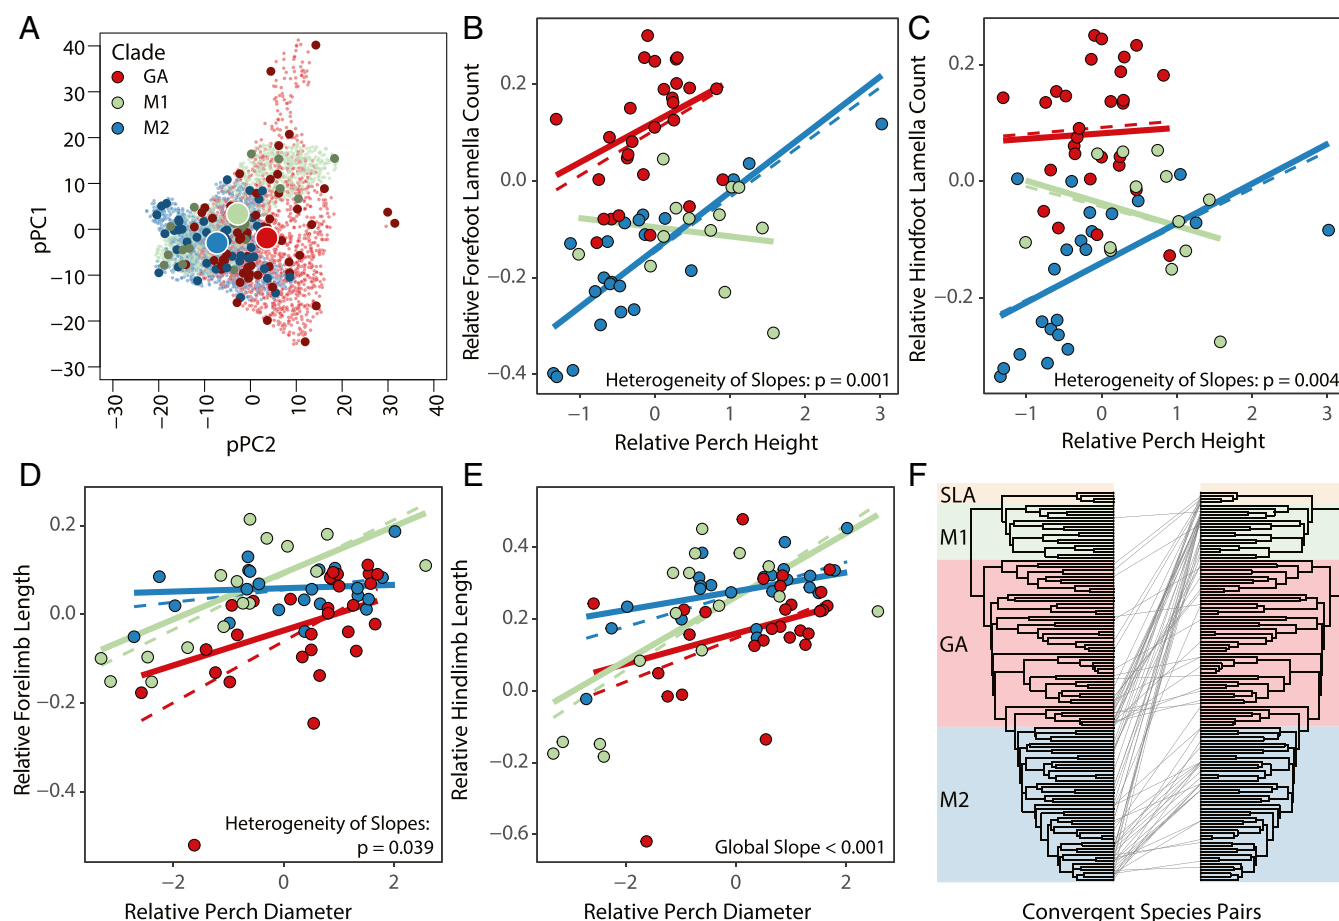 A
Clade
GA
M1
M2
40
30
20
10
0
−10
−20
−30
pPC1
−30
−20
−10
0
10
20
30
40
pPC2
B
Relative Forefoot Lamella Count
0.2
0.0
−0.2
−0.4
Heterogeneity of Slopes: p = 0.001
−1
0
1
2
3
Relative Perch Height
C
Relative Hindfoot Lamella Count
0.2
0.0
−0.2
Heterogeneity of Slopes: p = 0.004
−1
0
1
2
3
Relative Perch Height
D
Relative Forelimb Length
0.2
0.0
−0.2
−0.4
Heterogeneity of Slopes:
p = 0.039
−2
0
2
Relative Perch Diameter
E
Relative Hindlimb Length
0.4
0.2
0.0
−0.2
−0.4
−0.6
Global Slope < 0.001
−2
0
2
Relative Perch Diameter
F
SLA
M1
GA
M2
Convergent Species Pairs